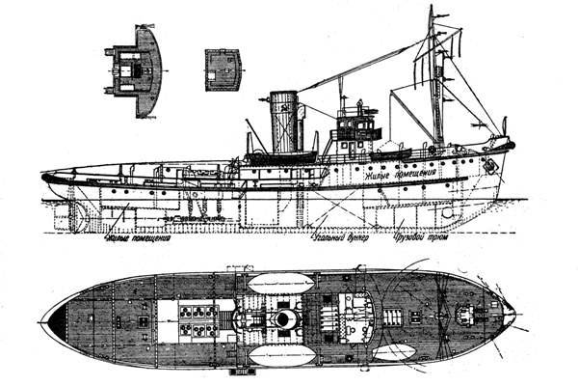 Жилые помещения
Жилые помещения
Угольный бункер
Грузовой трюм